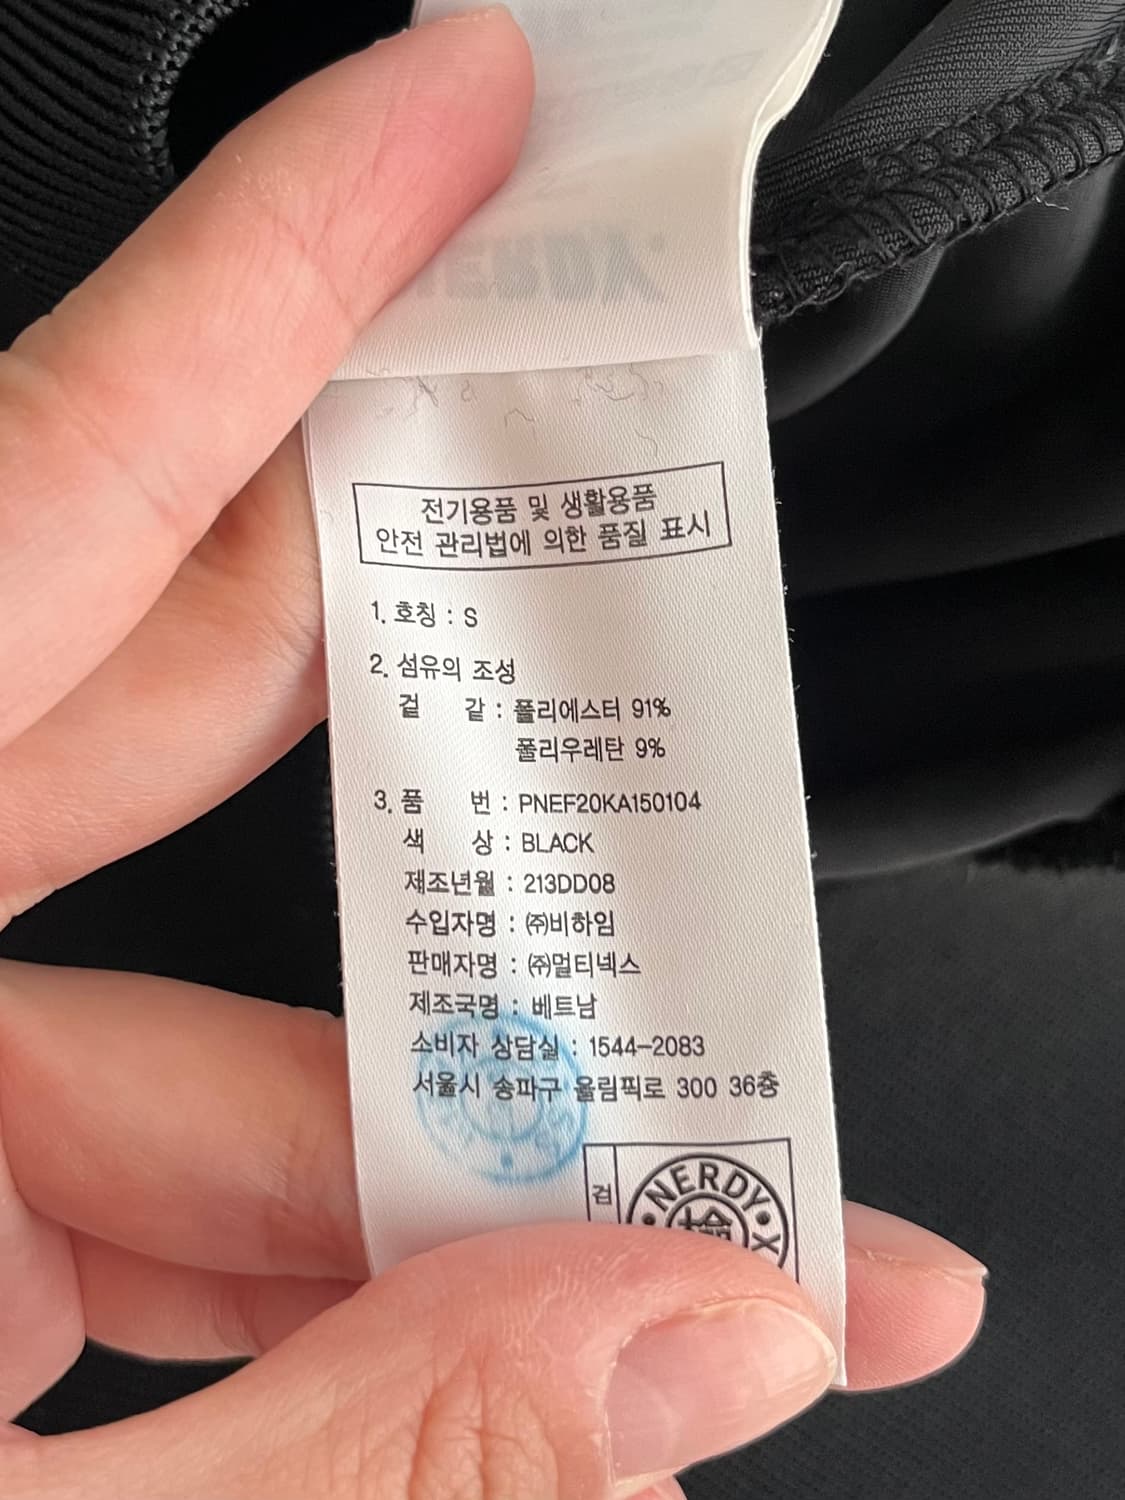 전기용품 및 생활용품
안전 관리법에 의한 품질 표시
1. 호칭 : S
2. 섬유의 조성
겉 감 : 폴리에스터 91%
폴리우레탄 9%
3. 품 번 : PNEF20KA150104
색 상 : BLACK
제조년월 : 213DD08
수입자명 : ㈜비하임
판매자명 : ㈜멀티넥스
제조국명 : 베트남
소비자 상담실 : 1544-2083
서울시 송파구 올림픽로 300 36층
검
NERDY · X
檢